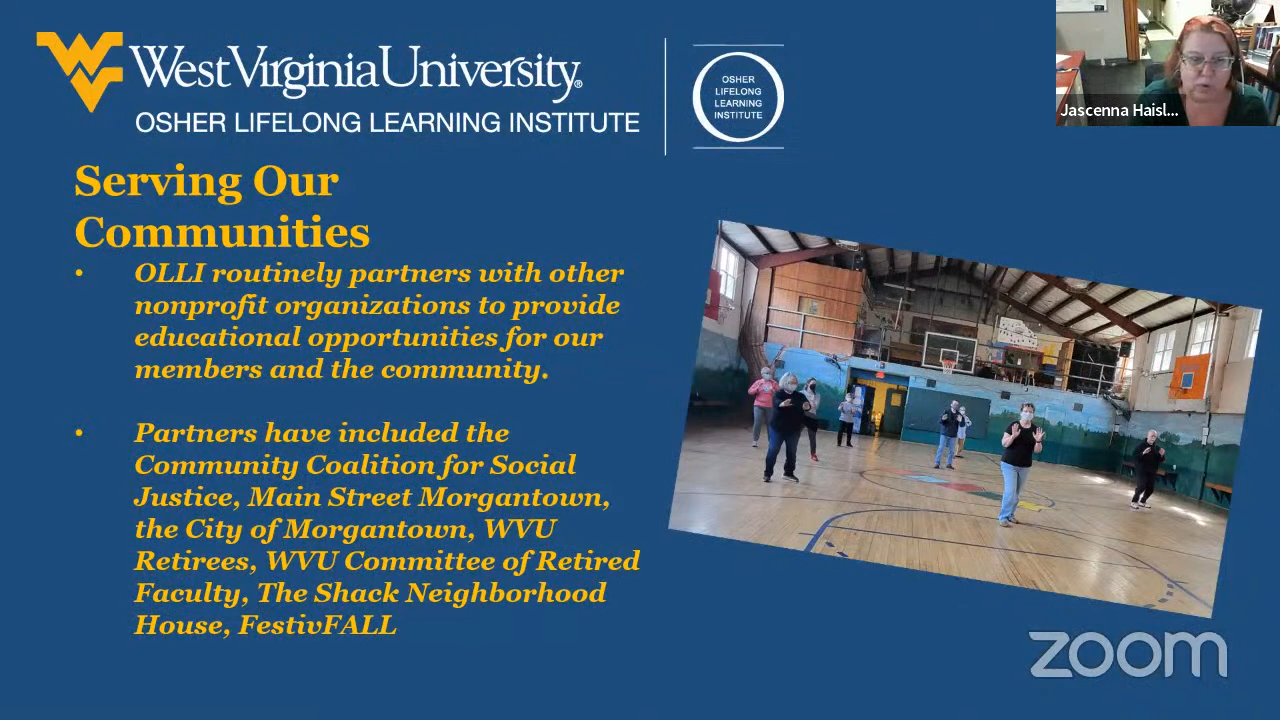 West Virginia University®
OSHER LIFELONG LEARNING INSTITUTE
OSHER
LIFELONG
LEARNING
INSTITUTE
Jascenna Haisl...
Serving Our
Communities
• OLLI routinely partners with other
nonprofit organizations to provide
educational opportunities for our
members and the community.
• Partners have included the
Community Coalition for Social
Justice, Main Street Morgantown,
the City of Morgantown, WVU
Retirees, WVU Committee of Retired
Faculty, The Shack Neighborhood
House, FestivFALL
zoom